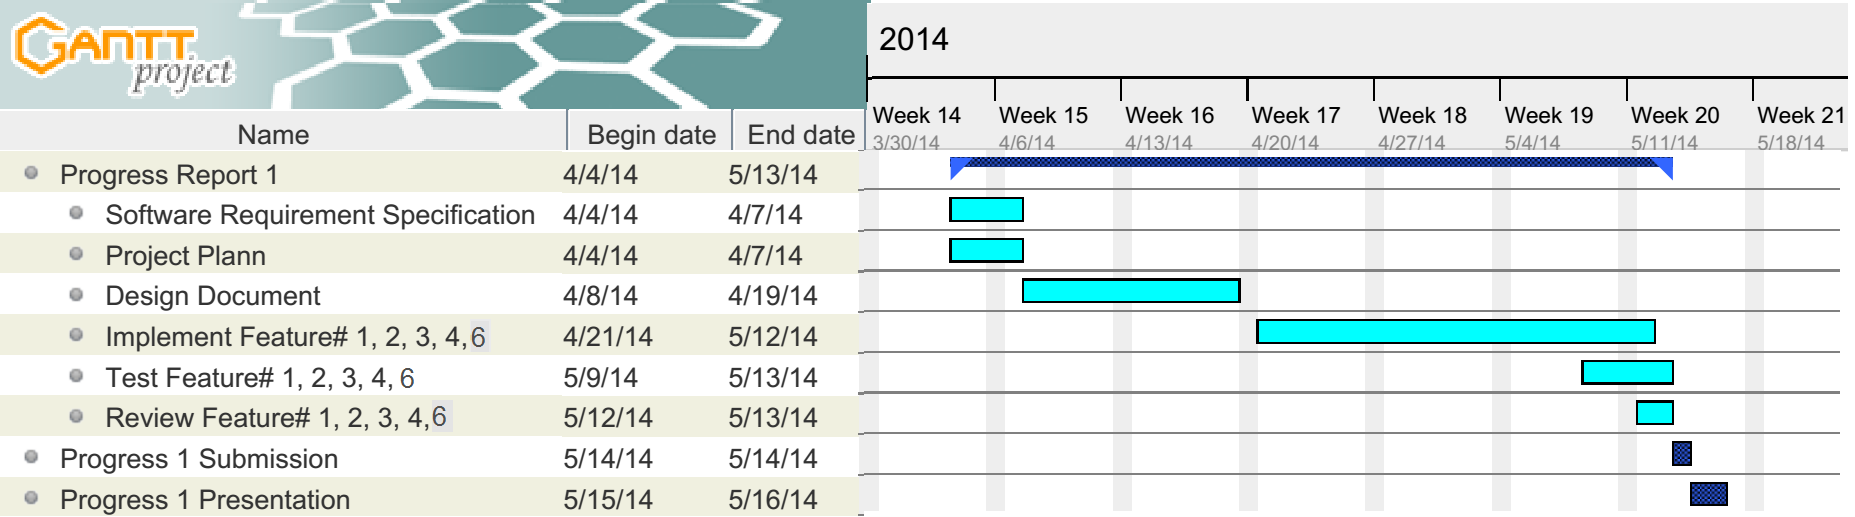 GANTT
project
2014
Week 14 Week 15 Week 16 Week 17 Week 18 Week 19 Week 20 Week 21
Name Begin date End date
3/30/14 4/6/14 4/13/14 4/20/14 4/27/14 5/4/14 5/11/14 5/18/14
Progress Report 1 4/4/14 5/13/14
Software Requirement Specification 4/4/14 4/7/14
Project Plann 4/4/14 4/7/14
Design Document 4/8/14 4/19/14
Implement Feature# 1, 2, 3, 4,6 4/21/14 5/12/14
Test Feature# 1, 2, 3, 4, 6 5/9/14 5/13/14
Review Feature# 1, 2, 3, 4,6 5/12/14 5/13/14
Progress 1 Submission 5/14/14 5/14/14
Progress 1 Presentation 5/15/14 5/16/14